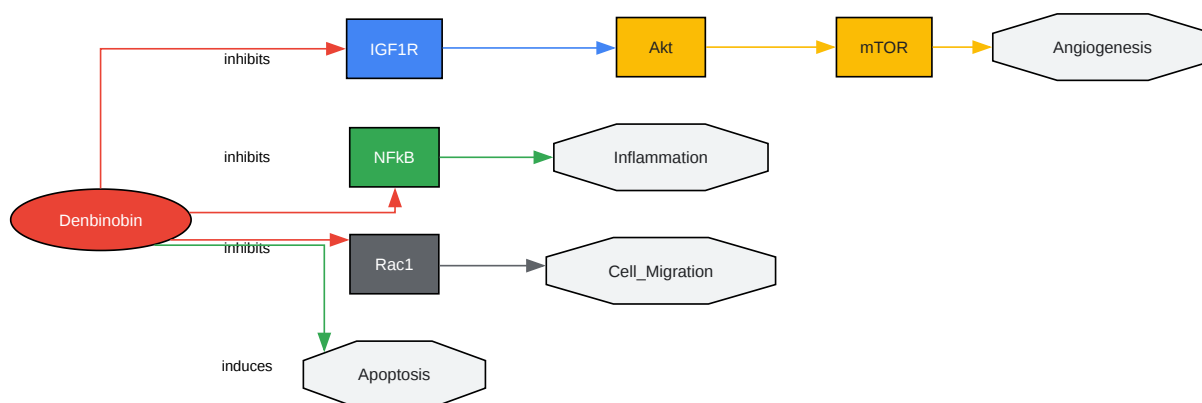 IGF1R
Akt
mTOR
Angiogenesis
inhibits
inhibits
NFkB
Inflammation
Denbinobin
inhibits
Rac1
Cell_Migration
induces
Apoptosis